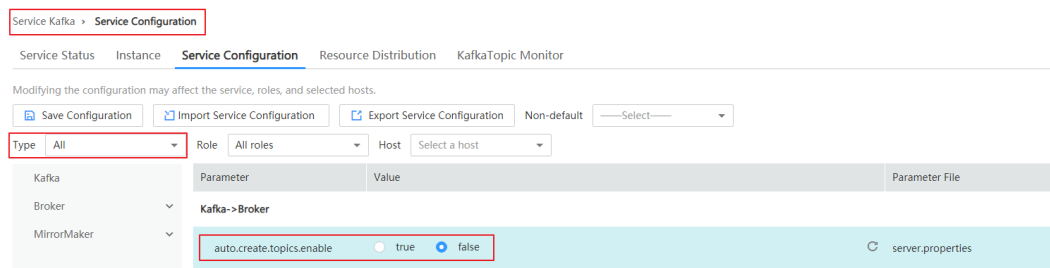 Service Kafka › Service Configuration
Service Status Instance Service Configuration Resource Distribution KafkaTopic Monitor
Modifying the configuration may affect the service, roles, and selected hosts.
Save Configuration Import Service Configuration Export Service Configuration Non-default ——Select——
Type All Role All roles Host Select a host
Kafka Parameter Value Parameter File
Broker Kafka->Broker
MirrorMaker auto.create.topics.enable true false server.properties